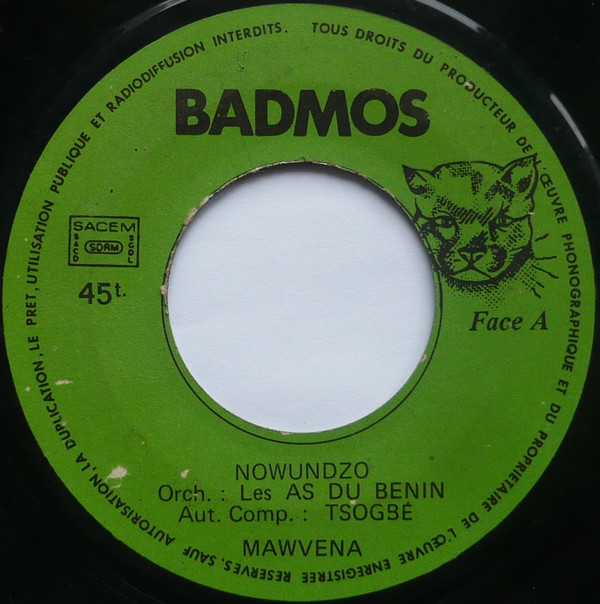 TOUS DROITS DU PRODUCTEUR DE L'ŒUVRE PHONOGRAPHIQUE ET DU PROPRIETAIRE DE L'ŒUVRE ENREGISTREE RESERVES. SAUF AUTORISATION, LA DUPLICATION, LE PRET, UTILISATION PUBLIQUE ET RADIODIFFUSION INTERDITS.
BADMOS
SACEM
SACD
SDRM
SGDL
45t.
Face A
NOWUNDZO
Orch. : Les AS DU BENIN
Aut. Comp. : TSOGBÉ
MAWVENA